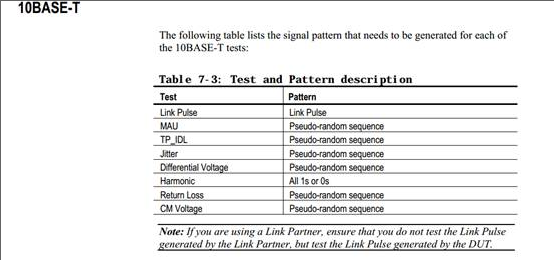 10BASE-T
The following table lists the signal pattern that needs to be generated for each of
the 10BASE-T tests:
Table 7-3: Test and Pattern description
Test Pattern
Link Pulse Link Pulse
MAU Pseudo-random sequence
TP_IDL Pseudo-random sequence
Jitter Pseudo-random sequence
Differential Voltage Pseudo-random sequence
Harmonic All 1s or 0s
Return Loss Pseudo-random sequence
CM Voltage Pseudo-random sequence
Note: If you are using a Link Partner, ensure that you do not test the Link Pulse
generated by the Link Partner, but test the Link Pulse generated by the DUT.